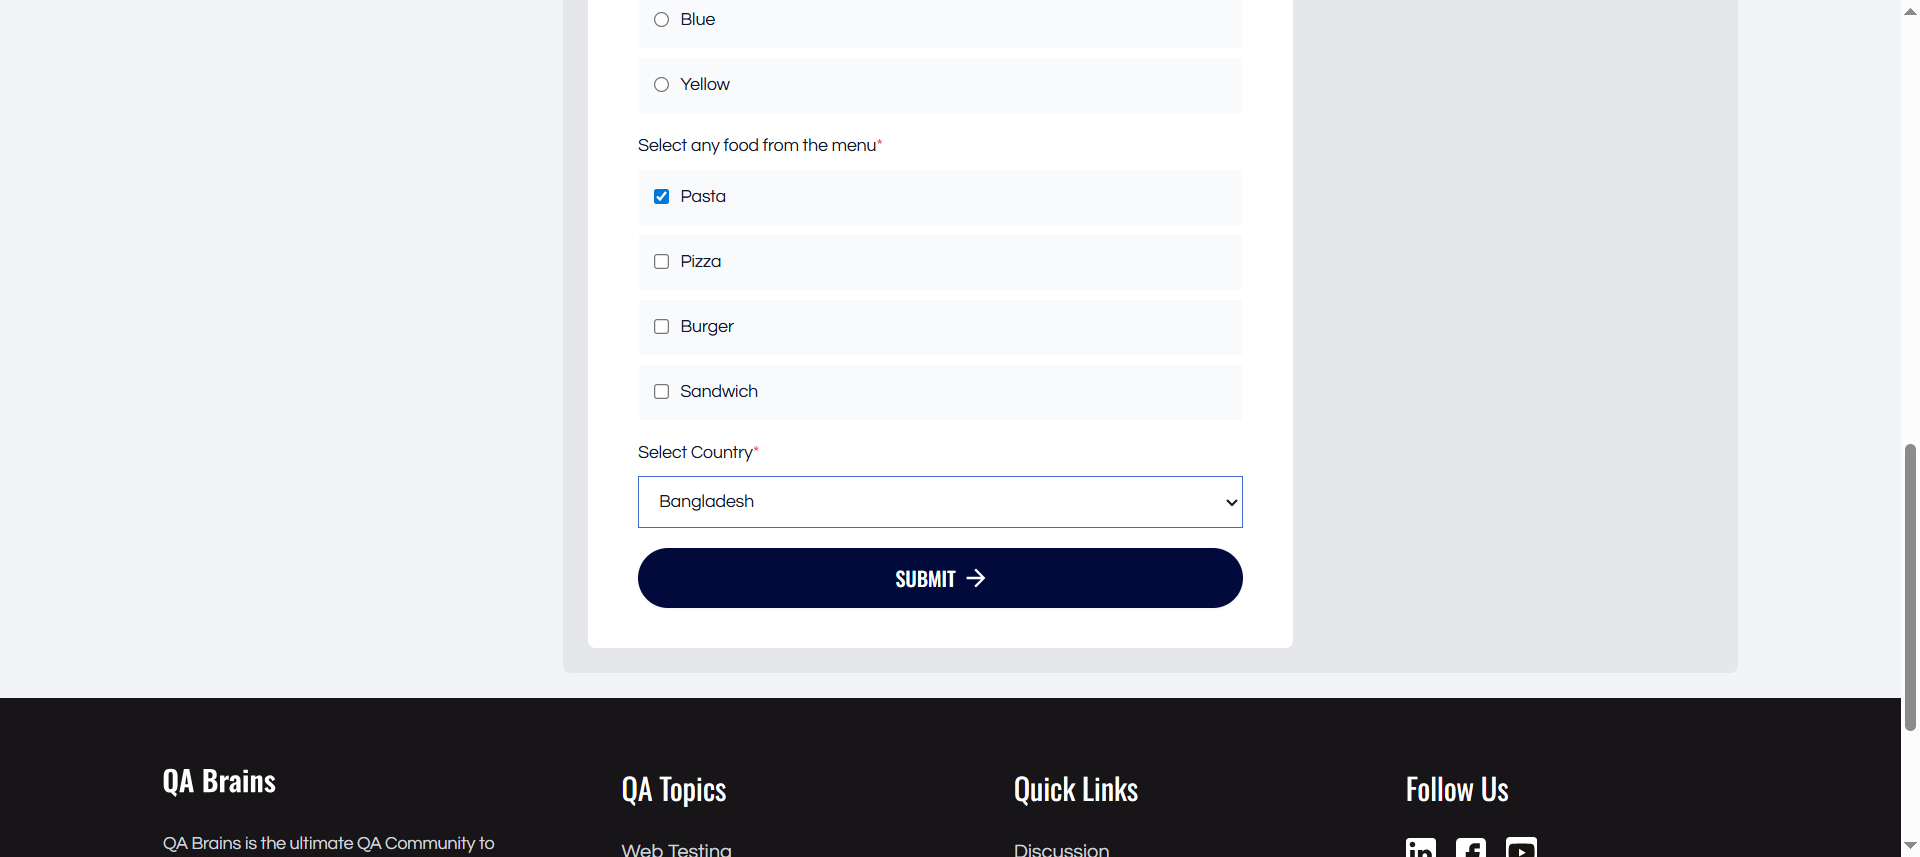 Blue
Yellow
Select any food from the menu*
Pasta
Pizza
Burger
Sandwich
Select Country*
Bangladesh
SUBMIT
QA Brains
QA Brains is the ultimate QA Community to
QA Topics
Web Testing
Quick Links
Discussion
Follow Us